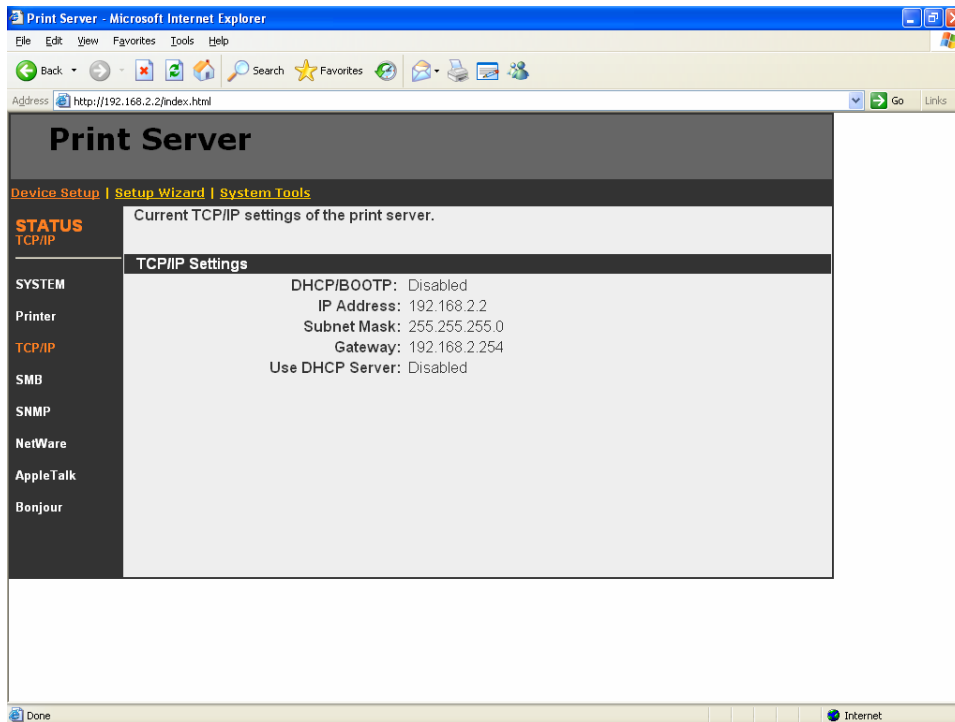 Print Server - Microsoft Internet Explorer
File Edit View Favorites Tools Help
Back Search Favorites
Address http://192.168.2.2/index.html Go Links
Print Server
Device Setup | Setup Wizard | System Tools
STATUS
TCP/IP
Current TCP/IP settings of the print server.
TCP/IP Settings
DHCP/BOOTP: Disabled
IP Address: 192.168.2.2
Subnet Mask: 255.255.255.0
Gateway: 192.168.2.254
Use DHCP Server: Disabled
SYSTEM
Printer
TCP/IP
SMB
SNMP
NetWare
AppleTalk
Bonjour
Done Internet